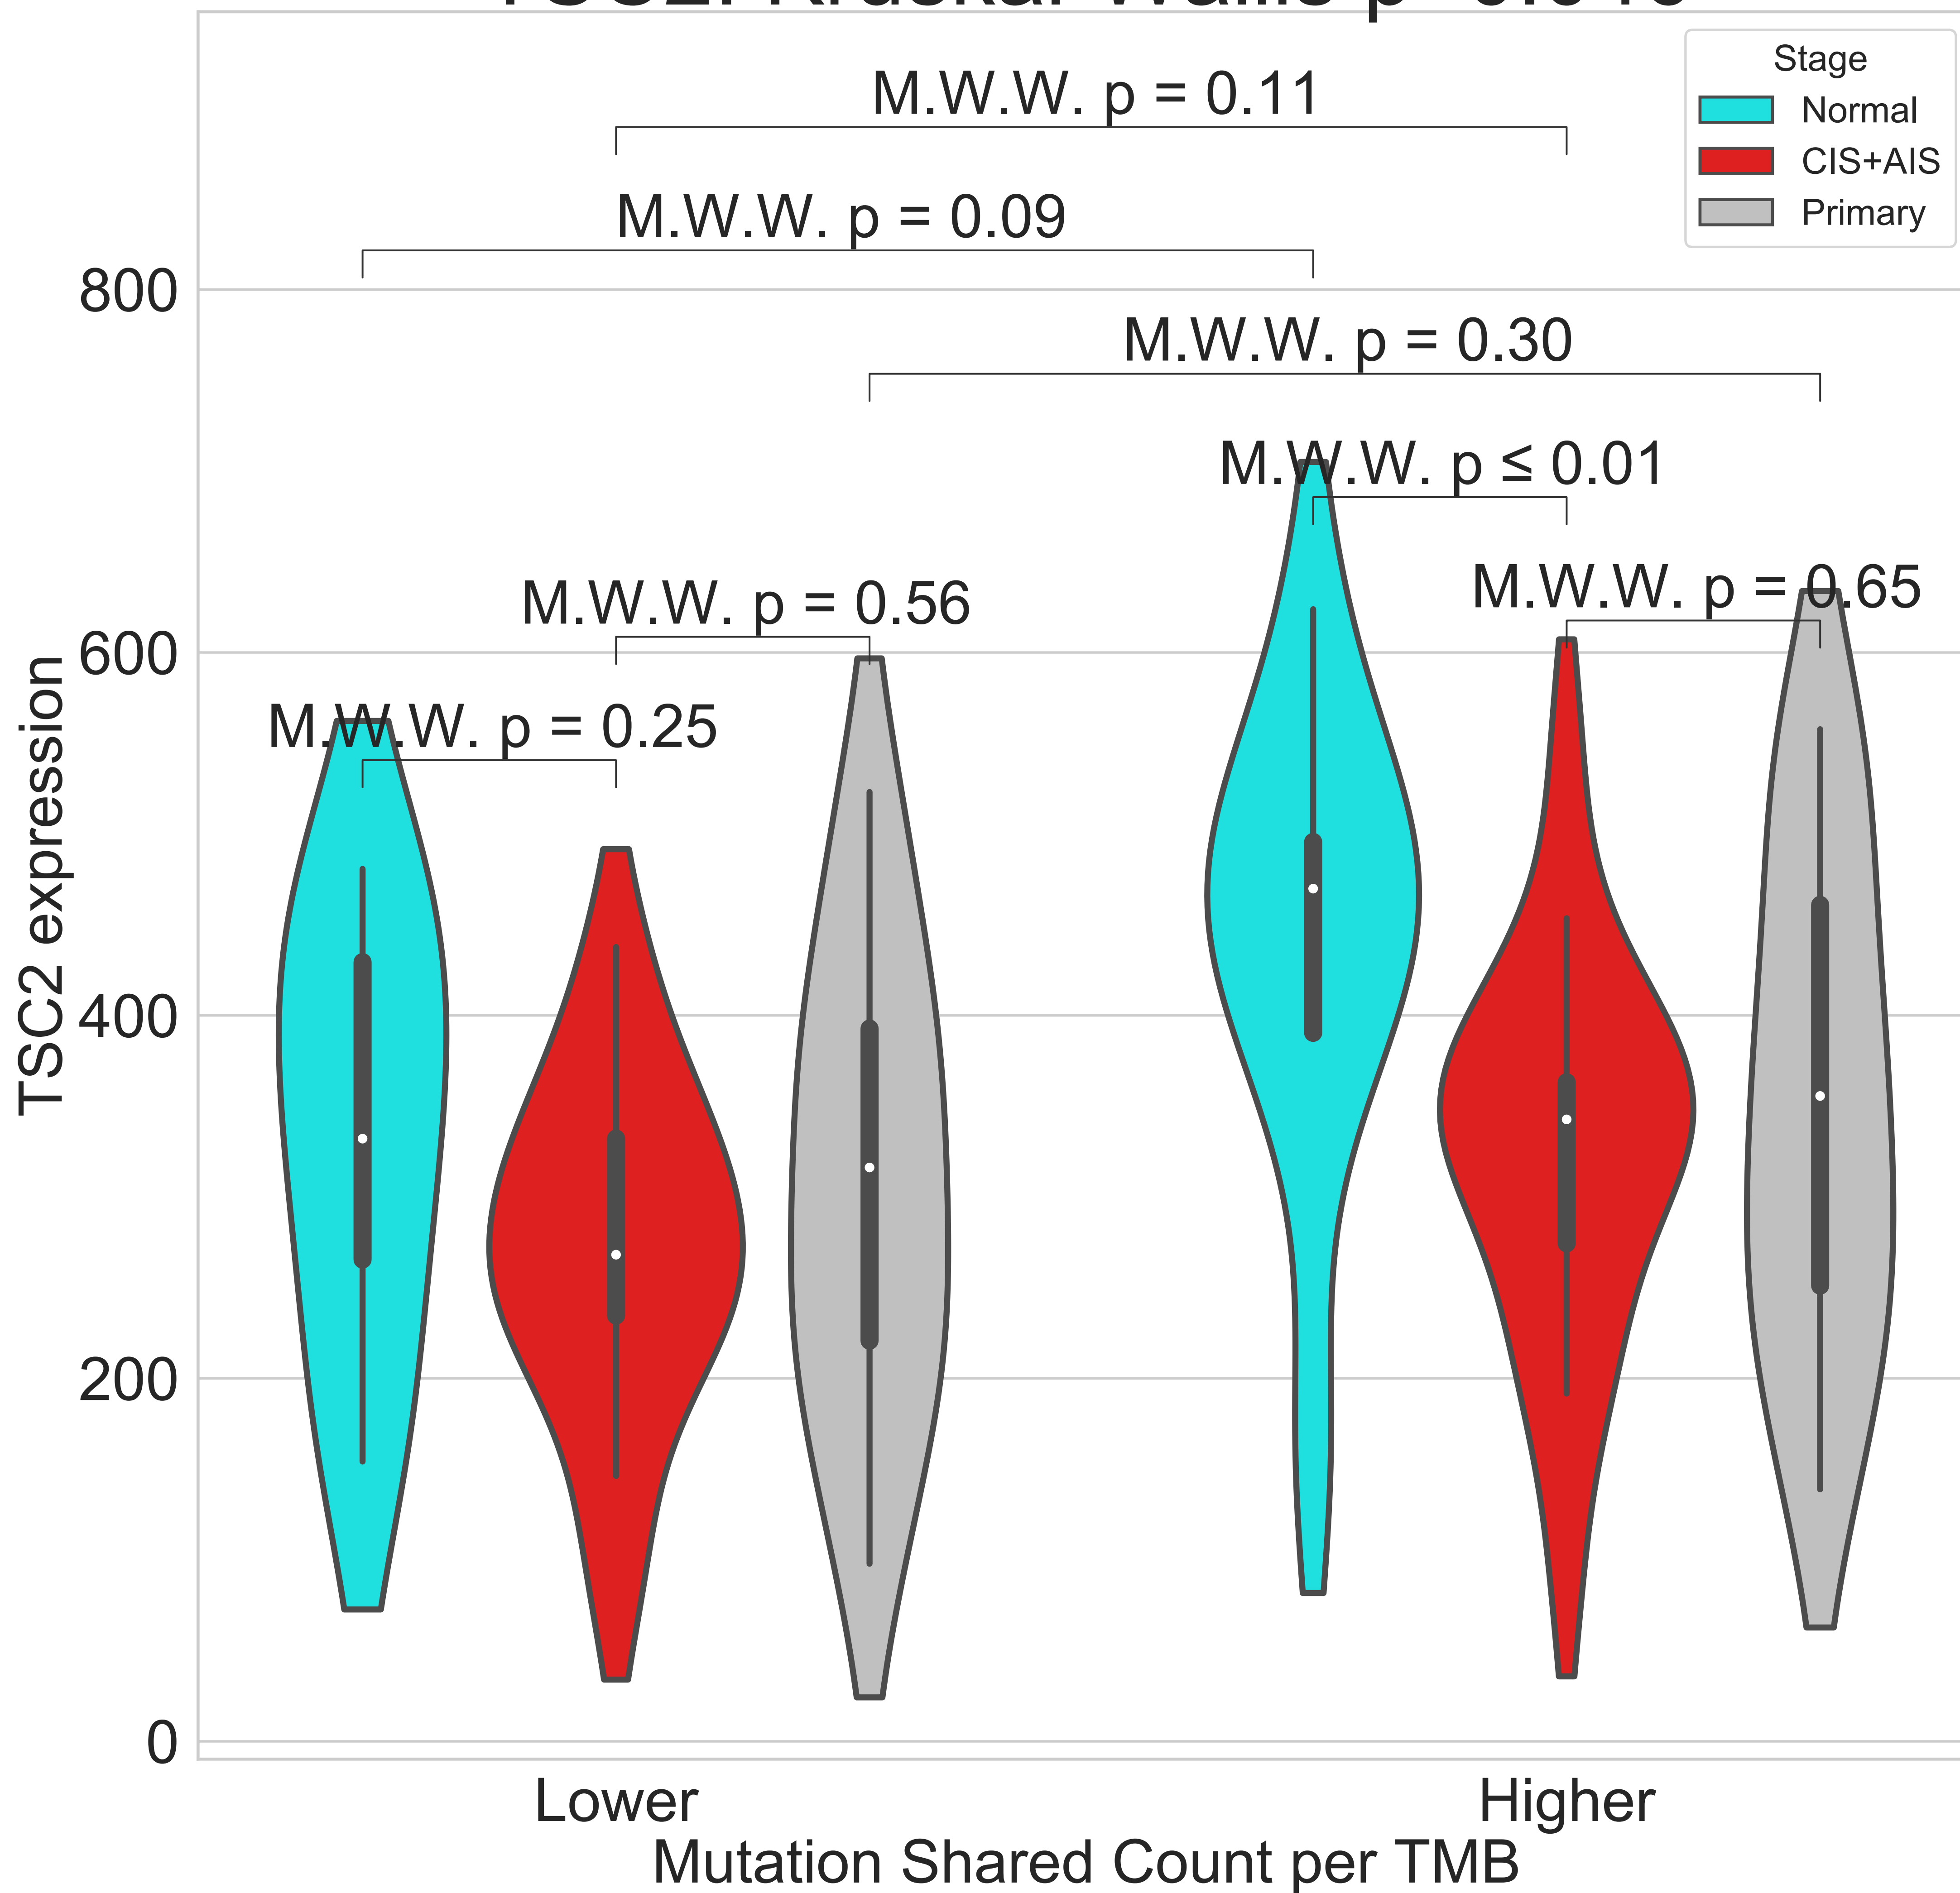 Stage
Normal
CIS+AIS
Primary
M.W.W. p = 0.11
M.W.W. p = 0.09
M.W.W. p = 0.30
M.W.W. p ≤ 0.01
M.W.W. p = 0.65
M.W.W. p = 0.56
M.W.W. p = 0.25
TSC2 expression
800
600
400
200
0
Lower
Higher
Mutation Shared Count per TMB